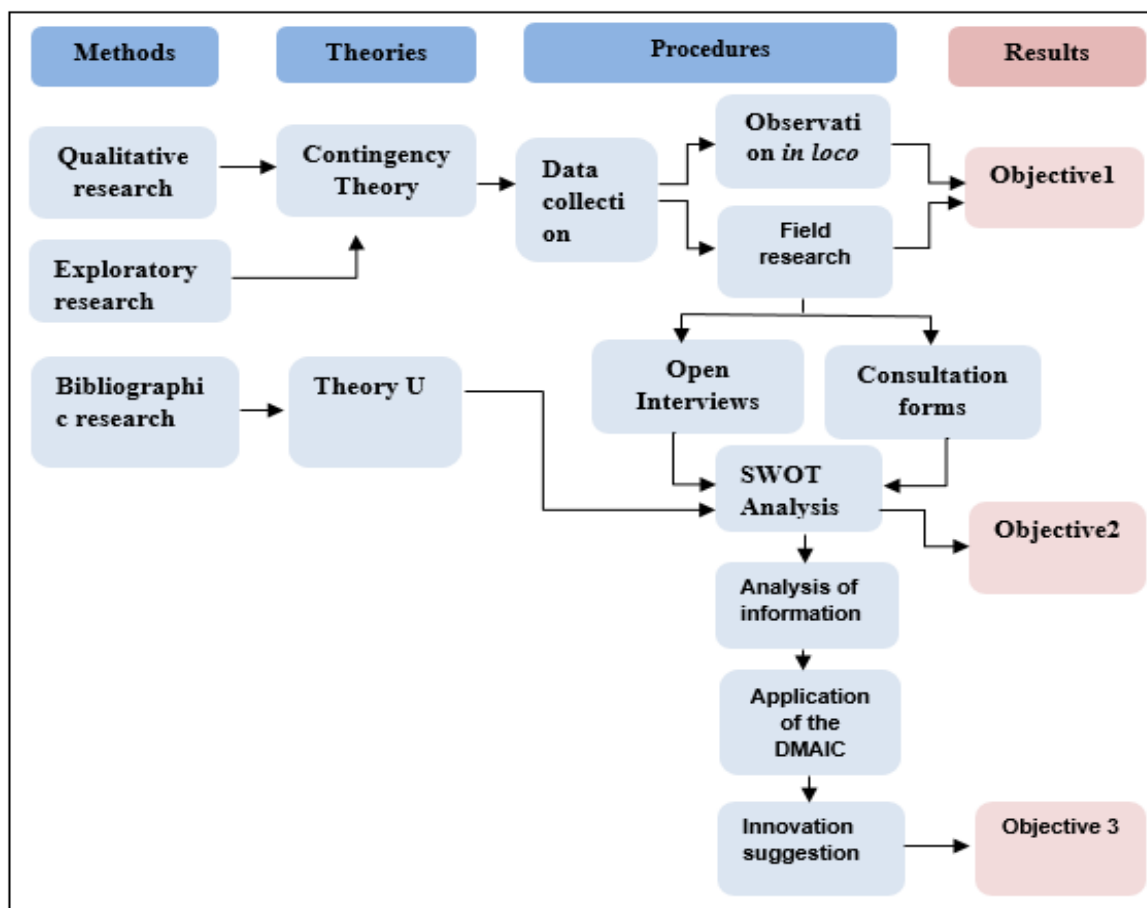 Methods
Theories
Procedures
Results
Qualitative
research
Contingency
Theory
Data
collecti
on
Observati
on in loco
Objective1
Exploratory
research
Field
research
Bibliographi
c research
Theory U
Open
Interviews
Consultation
forms
SWOT
Analysis
Objective2
Analysis of
information
Application
of the
DMAIC
Innovation
suggestion
Objective 3